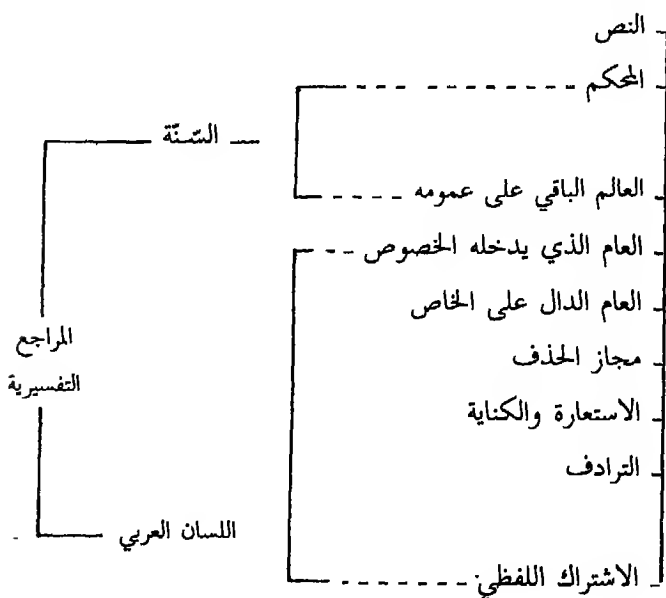 النص
المحكم
السّنّة
العالم الباقي على عمومه
العام الذي يدخله الخصوص
العام الدال على الخاص
المراجع
التفسيرية
مجاز الحذف
الاستعارة والكناية
الترادف
اللسان العربي
الاشتراك اللفظي